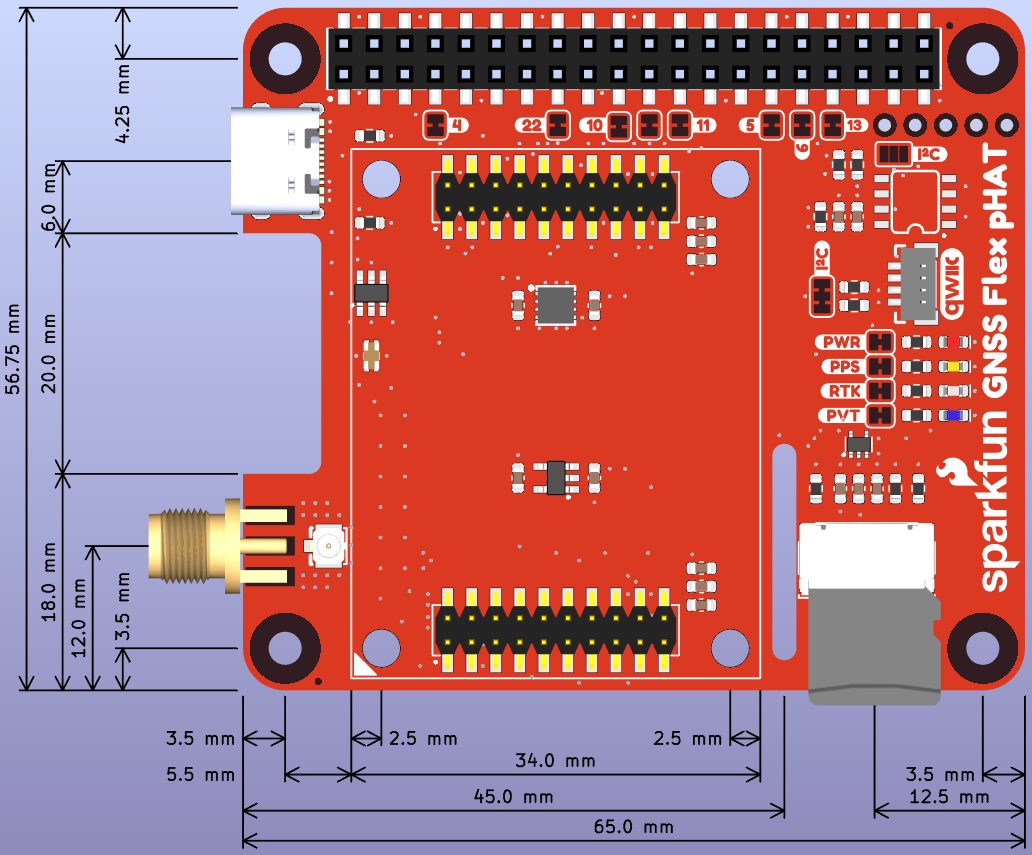 4.25 mm
4
22
10
11
5
6
13
I²C
6.0 mm
I²C
qwiic
56.75 mm
20.0 mm
PWR
PPS
RTK
PVT
sparkfun GNSS Flex pHAT
18.0 mm
12.0 mm
3.5 mm
3.5 mm
2.5 mm
2.5 mm
34.0 mm
5.5 mm
3.5 mm
45.0 mm
12.5 mm
65.0 mm